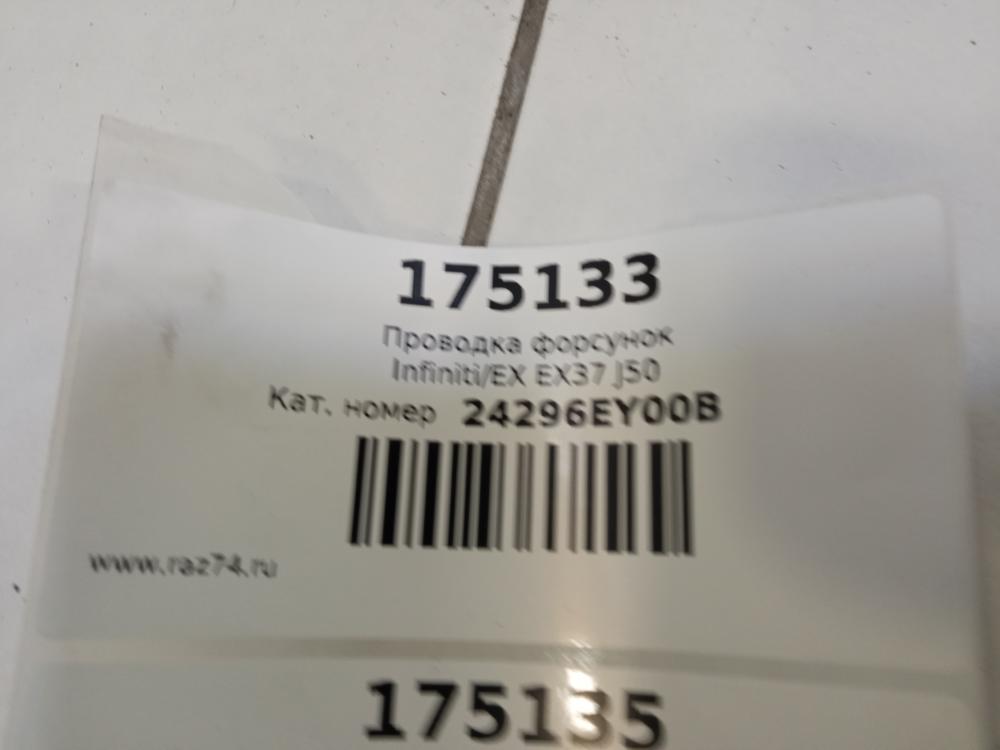 175133
Проводка форсунок
Infiniti/EX EX37 J50
Кат. номер 24296EY00B
www.raz74.ru
175135